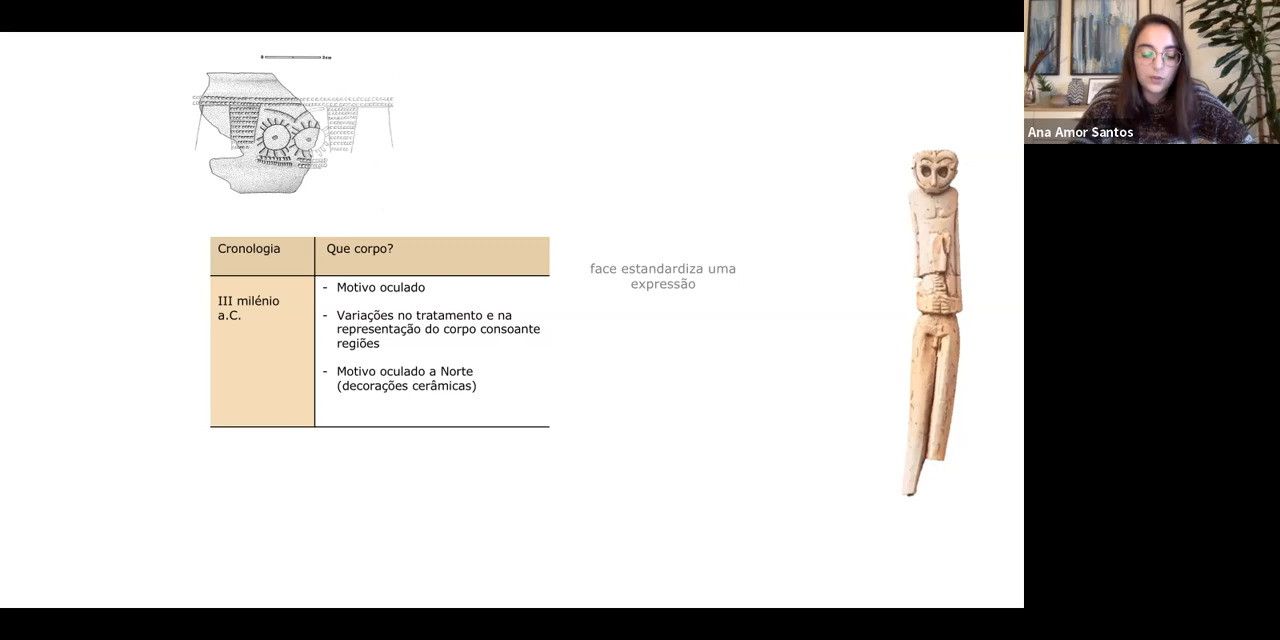 Ana Amor Santos
Cronologia
Que corpo?
III milénio
a.C.
- Motivo oculado
- Variações no tratamento e na
representação do corpo consoante
regiões
- Motivo oculado a Norte
(decorações cerâmicas)
face estandardiza uma
expressão